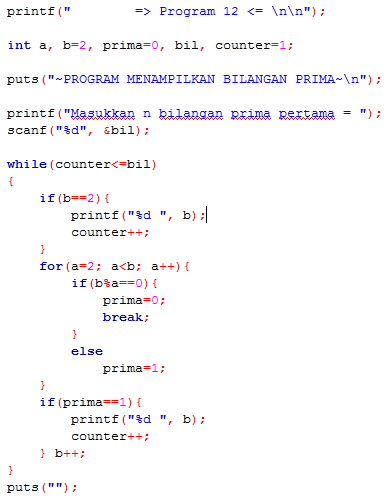 printf("        => Program 12 <= \n\n");
int a, b=2, prima=0, bil, counter=1;
puts("~PROGRAM MENAMPILKAN BILANGAN PRIMA~\n");
printf("Masukkan n bilangan prima pertama = ");
scanf("%d", &bil);
while(counter<=bil)
{
    if(b==2){
        printf("%d ", b);
        counter++;
    }
    for(a=2; a<b; a++){
        if(b%a==0){
            prima=0;
            break;
        }
        else
            prima=1;
    }
    if(prima==1){
        printf("%d ", b);
        counter++;
    } b++;
}
puts("");